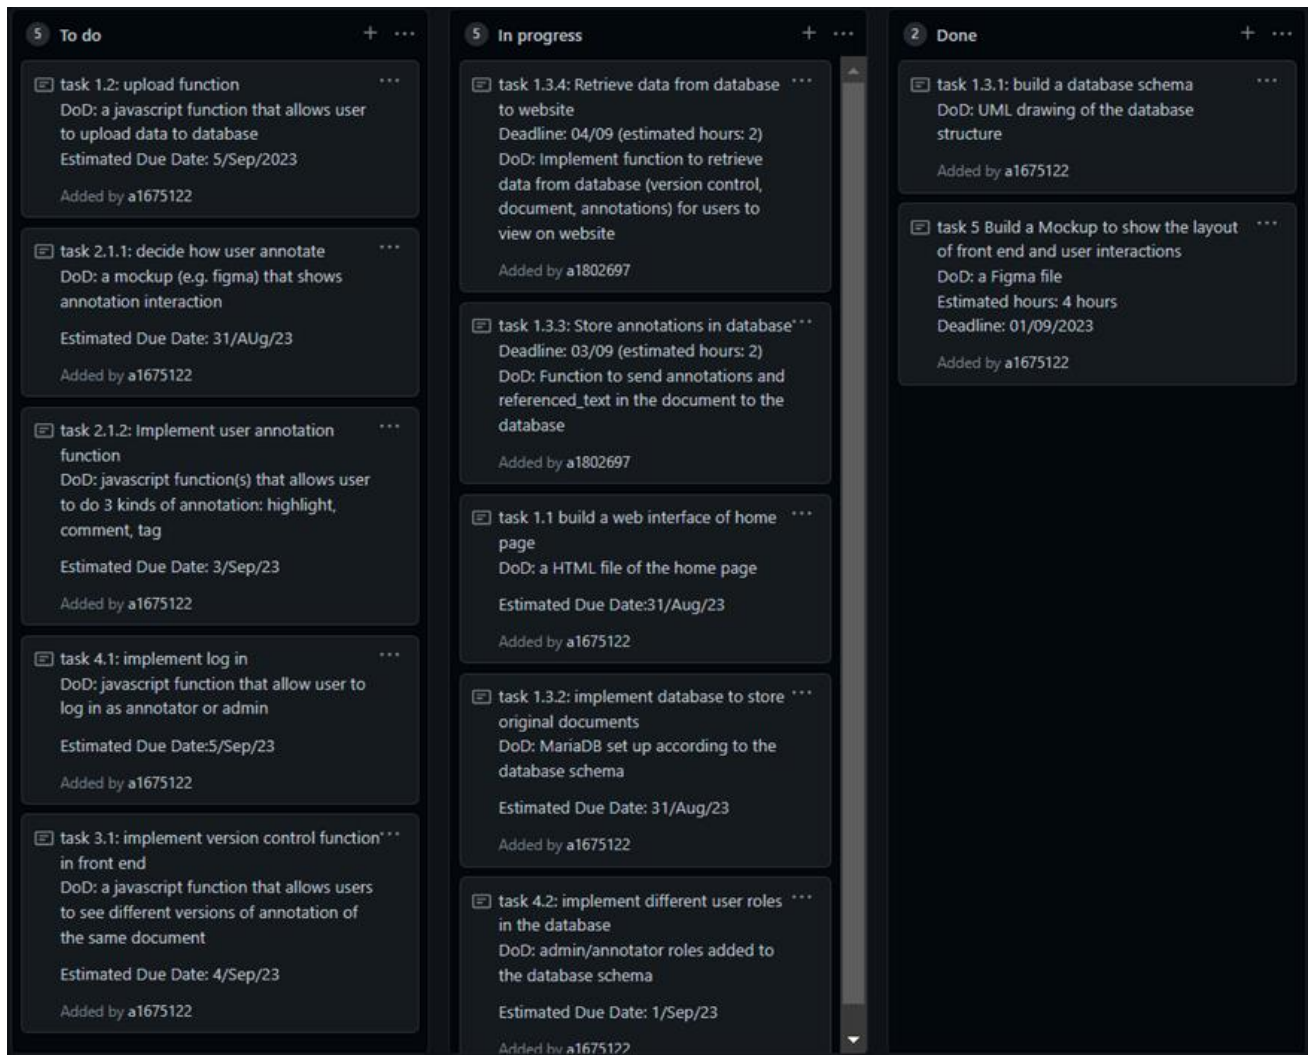 5 To do + ...
task 1.2: upload function ...
DoD: a javascript function that allows user
to upload data to database
Estimated Due Date: 5/Sep/2023
Added by a1675122
task 2.1.1: decide how user annotate ...
DoD: a mockup (e.g. figma) that shows
annotation interaction
Estimated Due Date: 31/AUg/23
Added by a1675122
task 2.1.2: Implement user annotation ...
function
DoD: javascript function(s) that allows user
to do 3 kinds of annotation: highlight,
comment, tag
Estimated Due Date: 3/Sep/23
Added by a1675122
task 4.1: implement log in ...
DoD: javascript function that allow user to
log in as annotator or admin
Estimated Due Date:5/Sep/23
Added by a1675122
task 3.1: implement version control function ...
in front end
DoD: a javascript function that allows users
to see different versions of annotation of
the same document
Estimated Due Date: 4/Sep/23
Added by a1675122
5 In progress + ...
task 1.3.4: Retrieve data from database ...
to website
Deadline: 04/09 (estimated hours: 2)
DoD: Implement function to retrieve
data from database (version control,
document, annotations) for users to
view on website
Added by a1802697
task 1.3.3: Store annotations in database ...
Deadline: 03/09 (estimated hours: 2)
DoD: Function to send annotations and
referenced_text in the document to the
database
Added by a1802697
task 1.1 build a web interface of home ...
page
DoD: a HTML file of the home page
Estimated Due Date:31/Aug/23
Added by a1675122
task 1.3.2: implement database to store ...
original documents
DoD: MariaDB set up according to the
database schema
Estimated Due Date: 31/Aug/23
Added by a1675122
task 4.2: implement different user roles ...
in the database
DoD: admin/annotator roles added to
the database schema
Estimated Due Date: 1/Sep/23
Added by a1675122
2 Done + ...
task 1.3.1: build a database schema ...
DoD: UML drawing of the database
structure
Added by a1675122
task 5 Build a Mockup to show the layout ...
of front end and user interactions
DoD: a Figma file
Estimated hours: 4 hours
Deadline: 01/09/2023
Added by a1675122